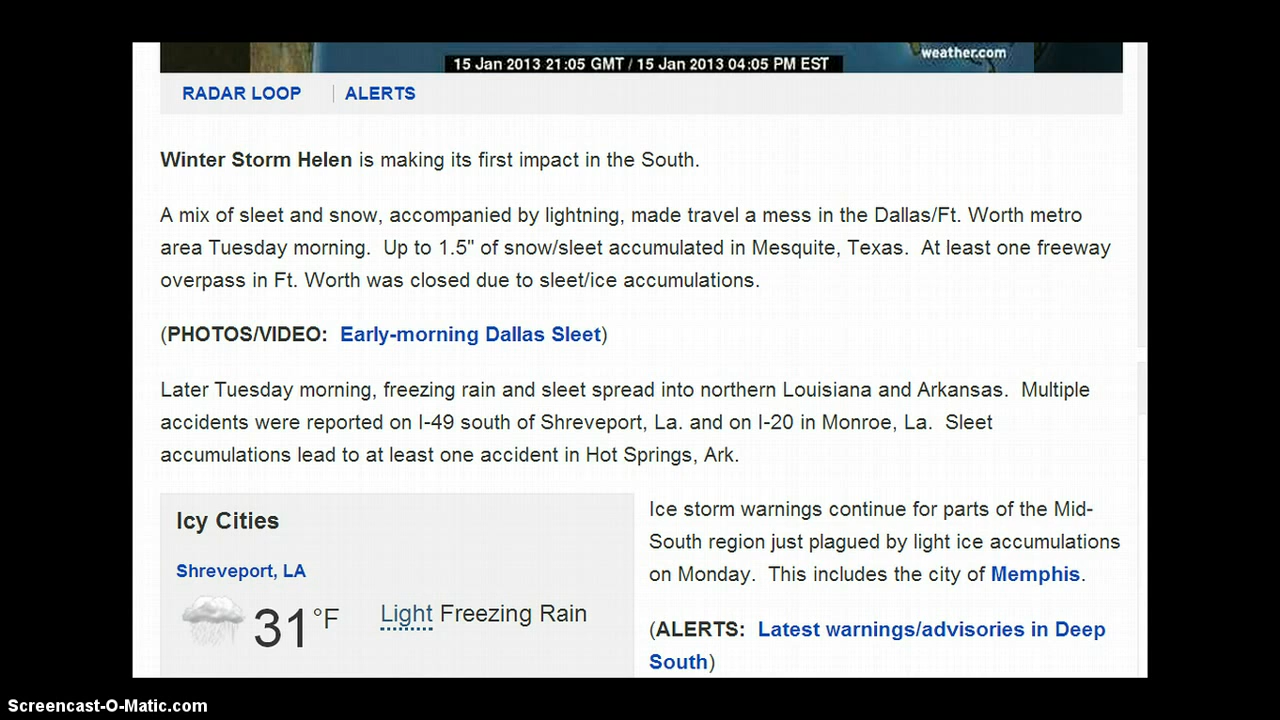 weather.com
15 Jan 2013 21:05 GMT / 15 Jan 2013 04:05 PM EST
RADAR LOOP | ALERTS
Winter Storm Helen is making its first impact in the South.
A mix of sleet and snow, accompanied by lightning, made travel a mess in the Dallas/Ft. Worth metro
area Tuesday morning.  Up to 1.5" of snow/sleet accumulated in Mesquite, Texas.  At least one freeway
overpass in Ft. Worth was closed due to sleet/ice accumulations.
(PHOTOS/VIDEO:  Early-morning Dallas Sleet)
Later Tuesday morning, freezing rain and sleet spread into northern Louisiana and Arkansas.  Multiple
accidents were reported on I-49 south of Shreveport, La. and on I-20 in Monroe, La.  Sleet
accumulations lead to at least one accident in Hot Springs, Ark.
Icy Cities
Shreveport, LA
31°F Light Freezing Rain
Ice storm warnings continue for parts of the Mid-
South region just plagued by light ice accumulations
on Monday.  This includes the city of Memphis.
(ALERTS:  Latest warnings/advisories in Deep
South)
Screencast-O-Matic.com